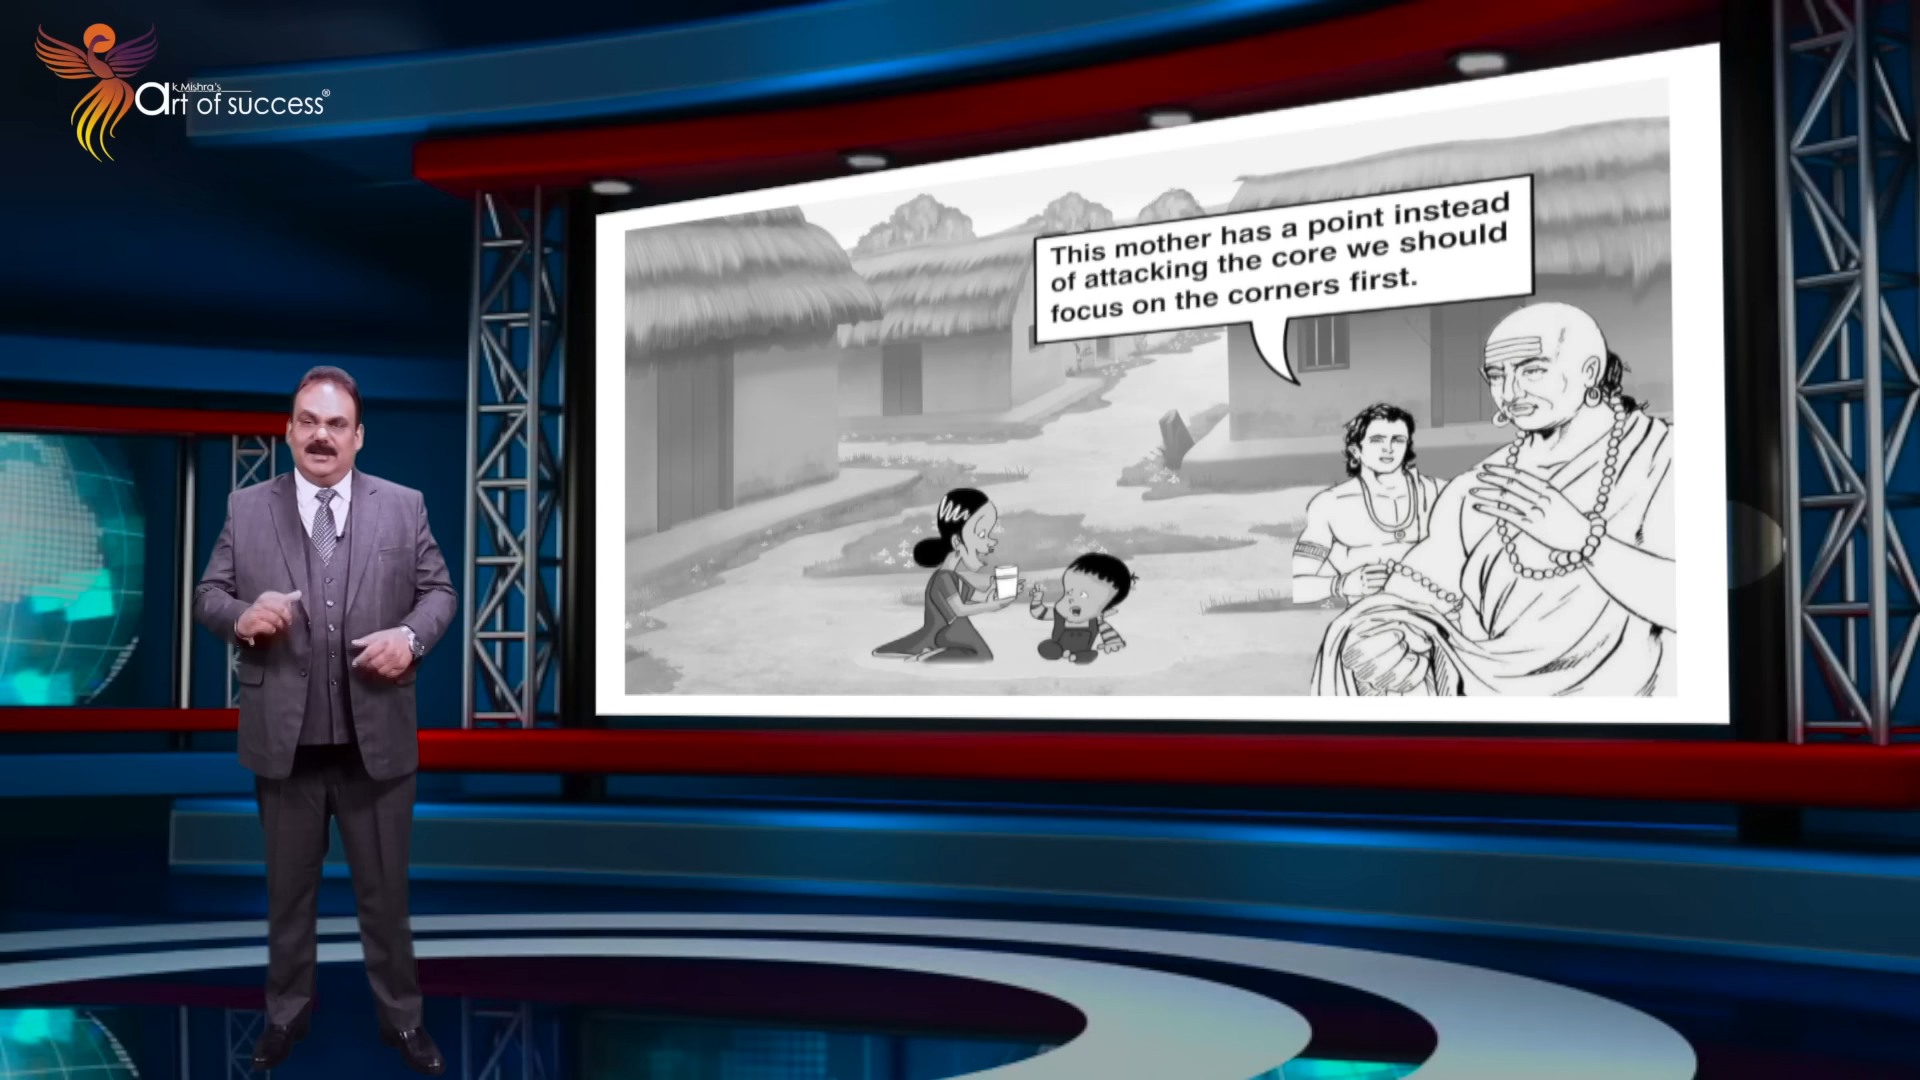 k Mishra's
art of success®
This mother has a point instead
of attacking the core we should
focus on the corners first.